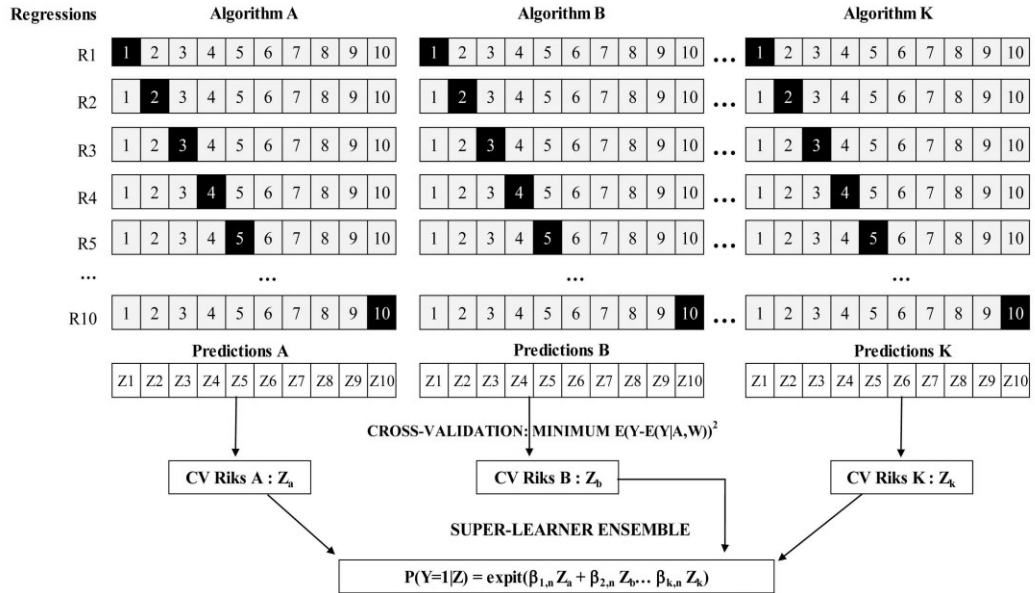 Regressions Algorithm A Algorithm B Algorithm K
R1 1 2 3 4 5 6 7 8 9 10 1 2 3 4 5 6 7 8 9 10 ... 1 2 3 4 5 6 7 8 9 10
R2 1 2 3 4 5 6 7 8 9 10 1 2 3 4 5 6 7 8 9 10 ... 1 2 3 4 5 6 7 8 9 10
R3 1 2 3 4 5 6 7 8 9 10 1 2 3 4 5 6 7 8 9 10 ... 1 2 3 4 5 6 7 8 9 10
R4 1 2 3 4 5 6 7 8 9 10 1 2 3 4 5 6 7 8 9 10 ... 1 2 3 4 5 6 7 8 9 10
R5 1 2 3 4 5 6 7 8 9 10 1 2 3 4 5 6 7 8 9 10 ... 1 2 3 4 5 6 7 8 9 10
... ... ... ...
R10 1 2 3 4 5 6 7 8 9 10 1 2 3 4 5 6 7 8 9 10 ... 1 2 3 4 5 6 7 8 9 10
Predictions A Predictions B Predictions K
Z1 Z2 Z3 Z4 Z5 Z6 Z7 Z8 Z9 Z10 Z1 Z2 Z3 Z4 Z5 Z6 Z7 Z8 Z9 Z10 Z1 Z2 Z3 Z4 Z5 Z6 Z7 Z8 Z9 Z10
CROSS-VALIDATION: MINIMUM E(Y-E(Y|A,W))²
CV Riks A : Zₐ CV Riks B : Z_b CV Riks K : Zₖ
SUPER-LEARNER ENSEMBLE
P(Y=1|Z) = expit(β₁,ₙ Zₐ + β₂,ₙ Z_b... βₖ,ₙ Zₖ)